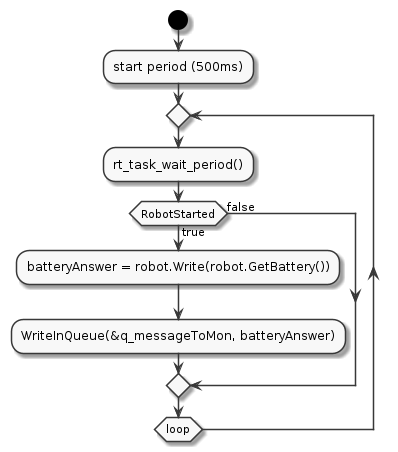 start period (500ms)
rt_task_wait_period()
RobotStarted
false
true
batteryAnswer = robot.Write(robot.GetBattery())
WriteInQueue(&q_messageToMon, batteryAnswer)
loop